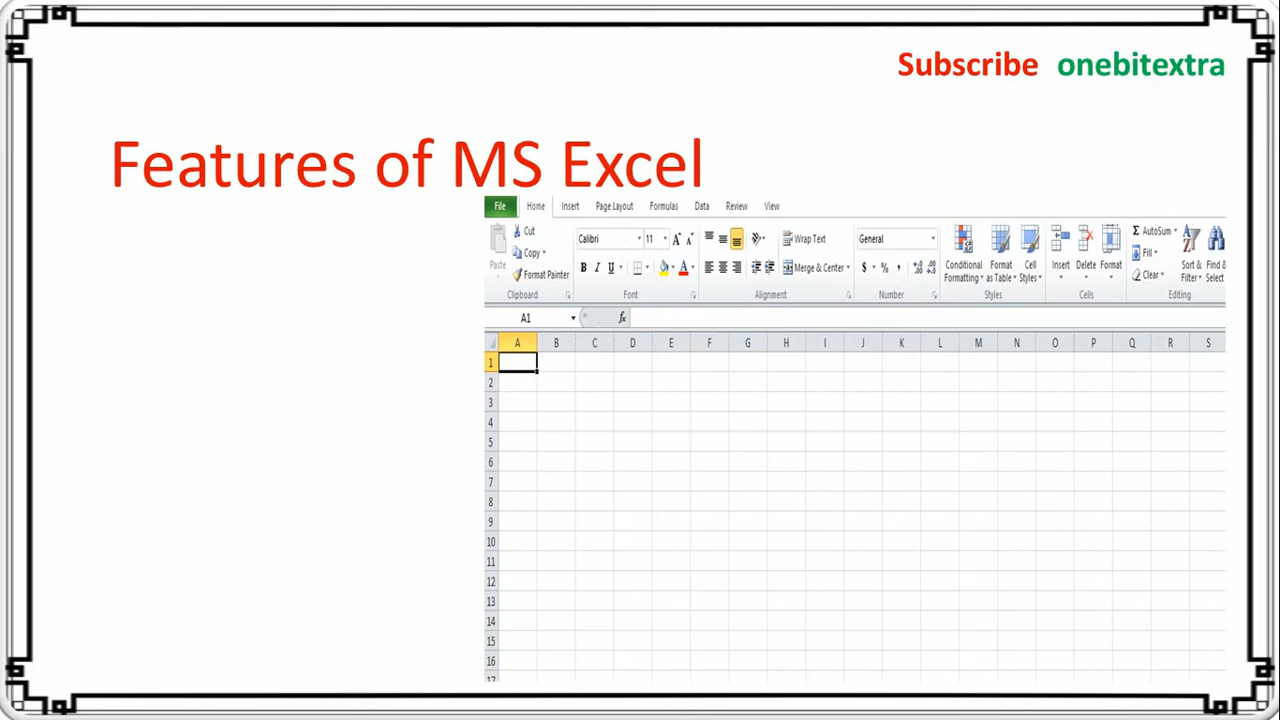 Subscribe onebitextra
Features of MS Excel
File Home Insert Page Layout Formulas Data Review View
Cut
Copy
Format Painter
Paste
Clipboard
Calibri 11 A A
B I U A
Font
Wrap Text
Merge & Center
Alignment
General
$ % ,
Number
Conditional Formatting
Format as Table
Cell Styles
Styles
Insert Delete Format
Cells
Σ AutoSum
Fill
Clear
Sort & Filter
Find & Select
Editing
A1 fx
A B C D E F G H I J K L M N O P Q R S
1
2
3
4
5
6
7
8
9
10
11
12
13
14
15
16
17